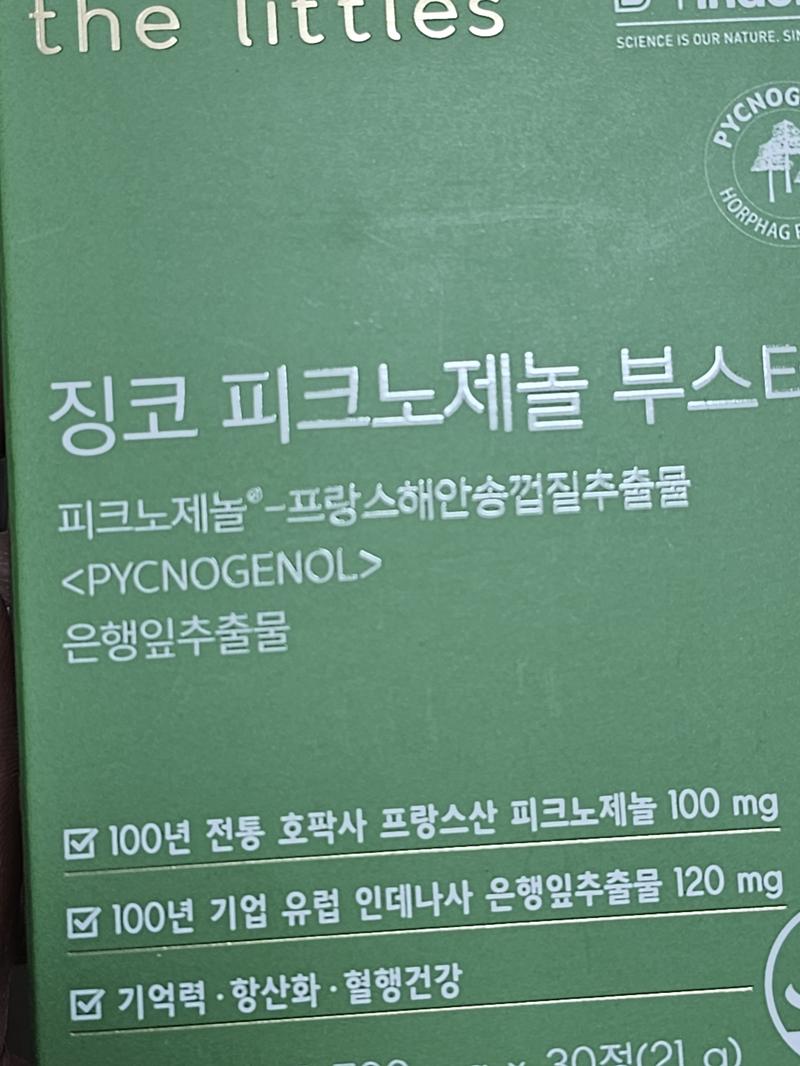 the littles
SCIENCE IS OUR NATURE.
HORPHAG
징코 피크노제놀
피크노제놀®-프랑스해안송껍질추출물
<PYCNOGENOL>
은행잎추출물
100년 전통 호팍사 프랑스산 피크노제놀 100 mg
100년 기업 유럽 인데나사 은행잎추출물 120 mg
기억력·항산화·혈행건강
x 30정(21 g)